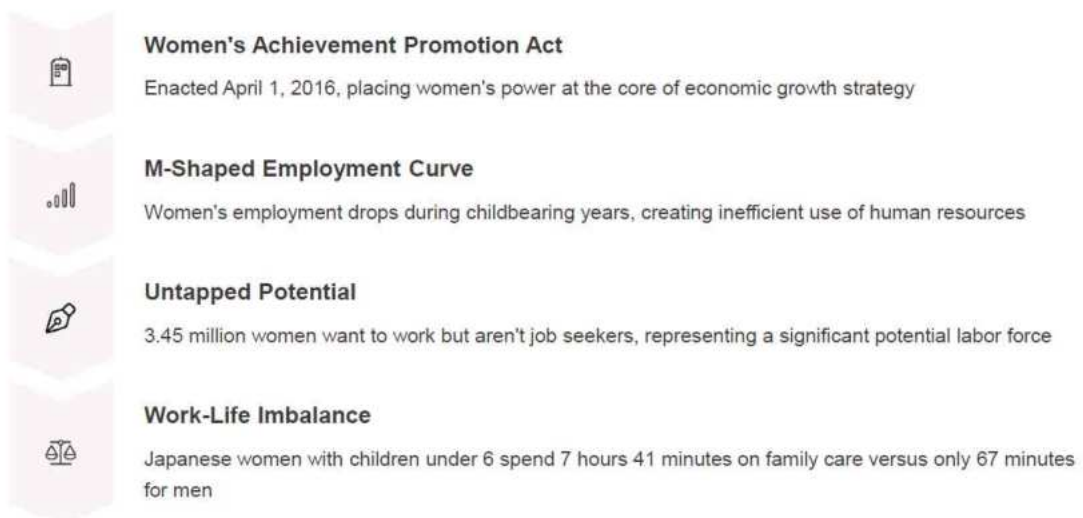 Women's Achievement Promotion Act
Enacted April 1, 2016, placing women's power at the core of economic growth strategy
M-Shaped Employment Curve
Women's employment drops during childbearing years, creating inefficient use of human resources
Untapped Potential
3.45 million women want to work but aren't job seekers, representing a significant potential labor force
Work-Life Imbalance
Japanese women with children under 6 spend 7 hours 41 minutes on family care versus only 67 minutes
for men